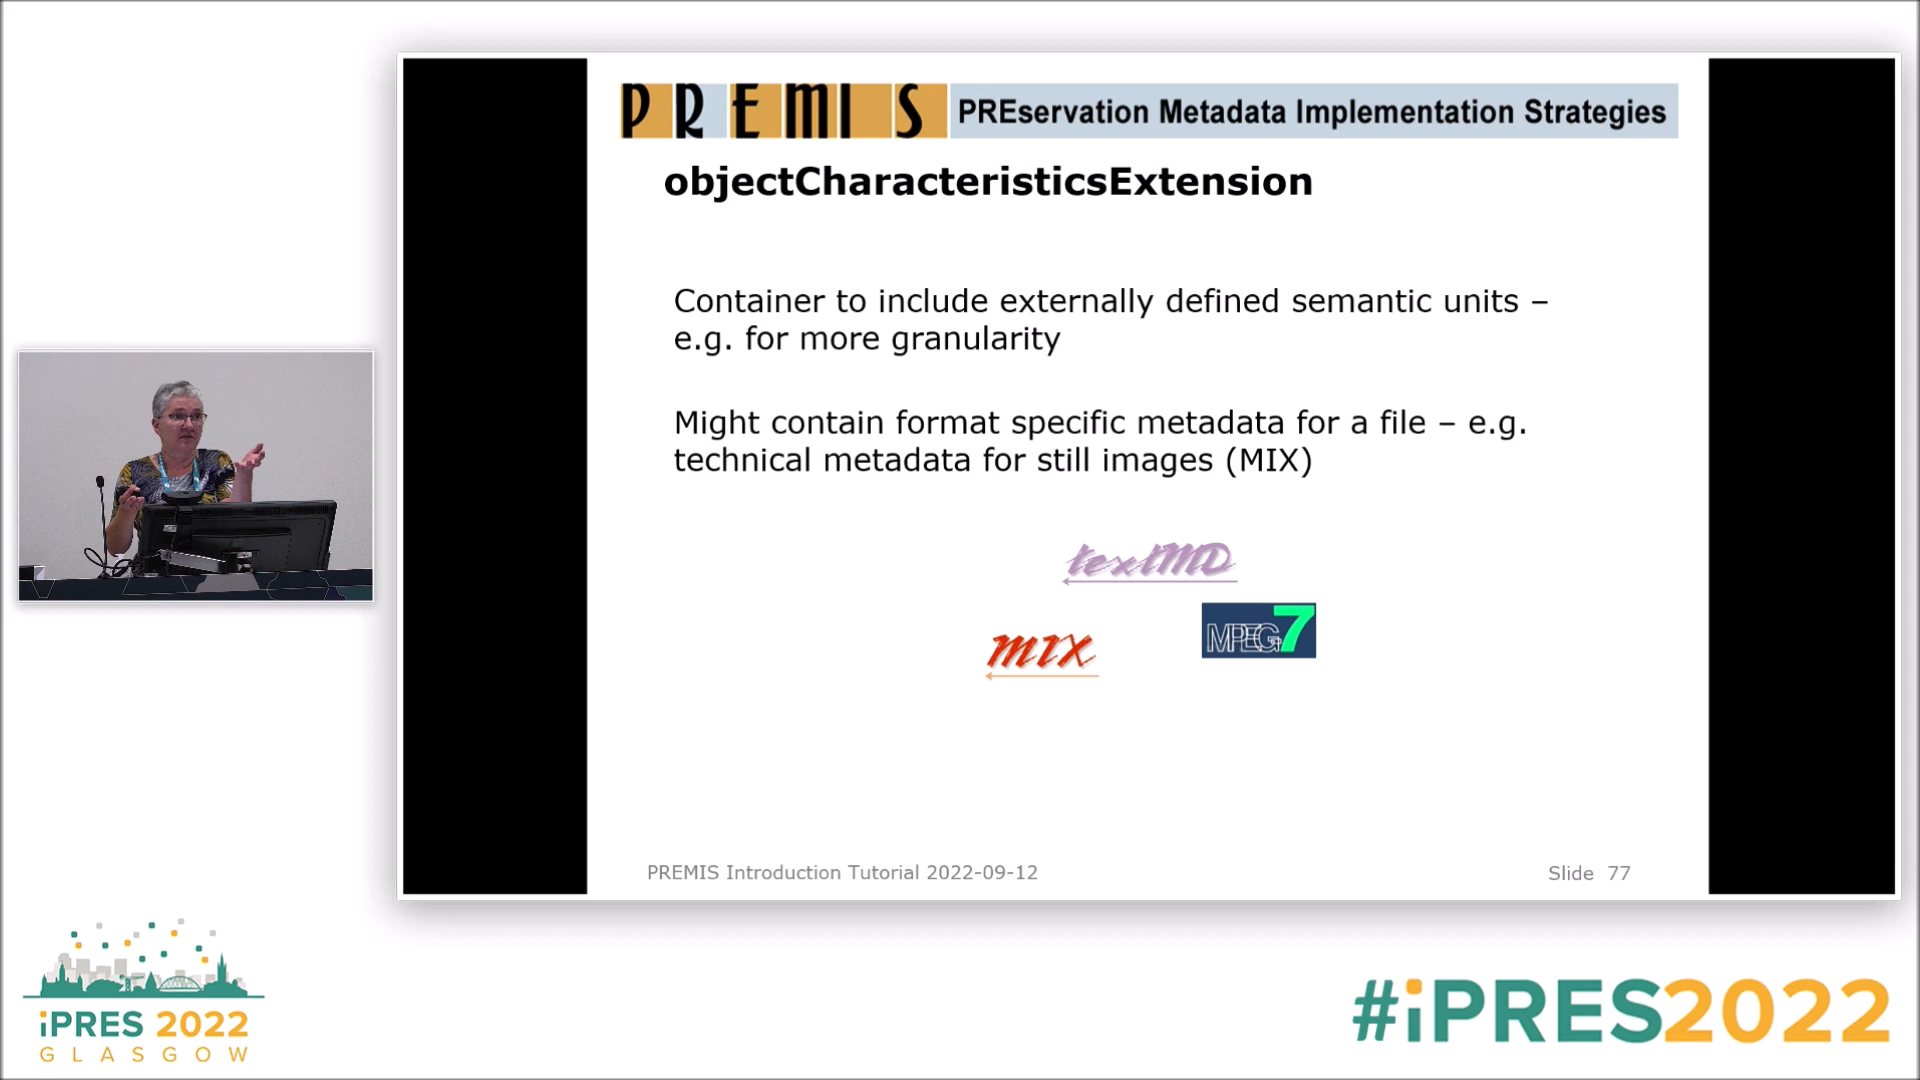 PREMIS PREservation Metadata Implementation Strategies
objectCharacteristicsExtension
Container to include externally defined semantic units –
e.g. for more granularity
Might contain format specific metadata for a file – e.g.
technical metadata for still images (MIX)
textMD
MPEG7
mix
PREMIS Introduction Tutorial 2022-09-12
Slide 77
iPRES 2022
GLASGOW
#iPRES2022